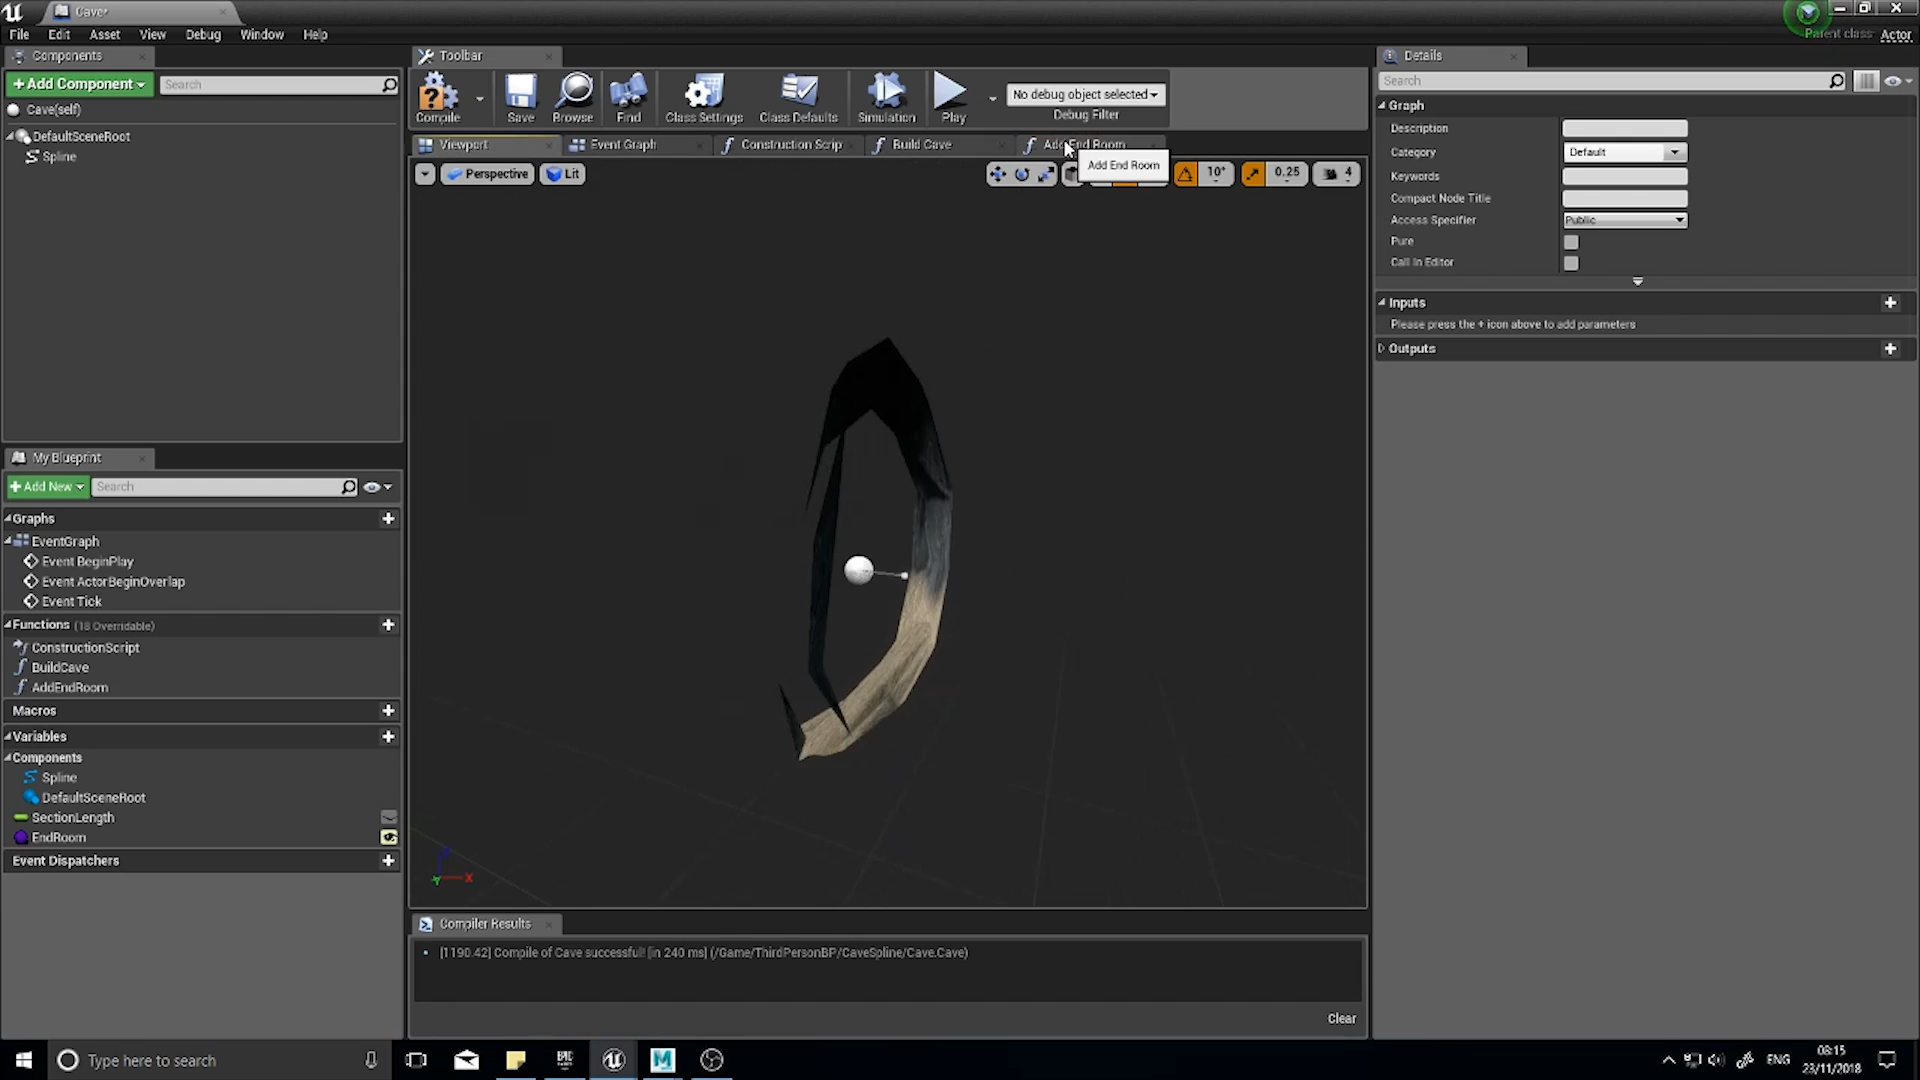 Cave*
File Edit Asset View Debug Window Help
Parent class: Actor
Components
Toolbar
Details
+Add Component
Search
Search
Cave(self)
DefaultSceneRoot
Spline
Compile
Save
Browse
Find
Class Settings
Class Defaults
Simulation
Play
No debug object selected
Debug Filter
Viewport
Event Graph
Construction Scrip
Build Cave
Add End Room
Add End Room
Perspective
Lit
10°
0.25
4
Graph
Description
Category
Default
Keywords
Compact Node Title
Access Specifier
Public
Pure
Call In Editor
Inputs
Please press the + icon above to add parameters
Outputs
My Blueprint
+Add New
Search
Graphs
EventGraph
Event BeginPlay
Event ActorBeginOverlap
Event Tick
Functions (18 Overridable)
ConstructionScript
BuildCave
AddEndRoom
Macros
Variables
Components
Spline
DefaultSceneRoot
SectionLength
EndRoom
Event Dispatchers
X
Compiler Results
[1190.42] Compile of Cave successful! [in 240 ms] (/Game/ThirdPersonBP/CaveSpline/Cave.Cave)
Clear
Type here to search
ENG
08:15
23/11/2018